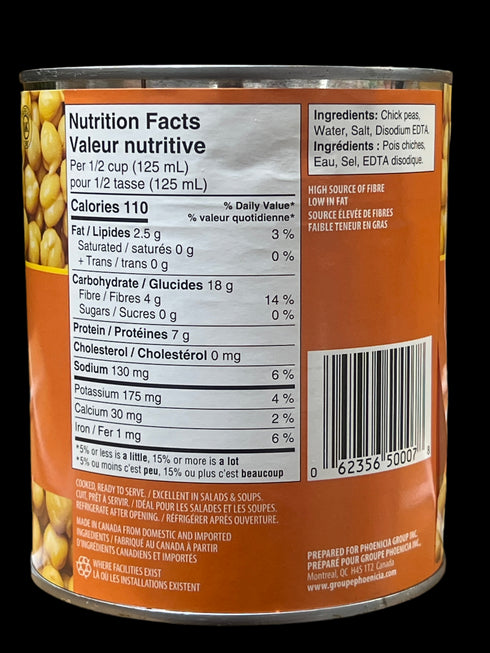 Nutrition Facts
Valeur nutritive
Per 1/2 cup (125 mL)
pour 1/2 tasse (125 mL)
Calories 110
% Daily Value*
% valeur quotidienne*
Fat / Lipides 2.5 g 3 %
Saturated / saturés 0 g
+ Trans / trans 0 g
0 %
Carbohydrate / Glucides 18 g
Fibre / Fibres 4 g 14 %
Sugars / Sucres 0 g 0 %
Protein / Protéines 7 g
Cholesterol / Cholestérol 0 mg
Sodium 130 mg 6 %
Potassium 175 mg 4 %
Calcium 30 mg 2 %
Iron / Fer 1 mg 6 %
*5% or less is a little, 15% or more is a lot
*5% ou moins c'est peu, 15% ou plus c'est beaucoup
COOKED, READY TO SERVE. / EXCELLENT IN SALADS & SOUPS.
CUIT, PRÊT À SERVIR. / IDÉAL POUR LES SALADES ET LES SOUPES.
REFRIGERATE AFTER OPENING. / RÉFRIGÉRER APRÈS OUVERTURE.
MADE IN CANADA FROM DOMESTIC AND IMPORTED
INGREDIENTS / FABRIQUÉ AU CANADA À PARTIR
D'INGRÉDIENTS CANADIENS ET IMPORTÉS
WHERE FACILITIES EXIST
LÀ OÙ LES INSTALLATIONS EXISTENT
Ingredients: Chick peas,
Water, Salt, Disodium EDTA.
Ingrédients : Pois chiches,
Eau, Sel, EDTA disodique.
HIGH SOURCE OF FIBRE
LOW IN FAT
SOURCE ÉLEVÉE DE FIBRES
FAIBLE TENEUR EN GRAS
0 62356 50007 8
PREPARED FOR PHOENICIA GROUP INC.
PRÉPARÉ POUR GROUPE PHOENICIA INC.
Montreal, QC H4S 1T2 Canada
www.groupephoenicia.com